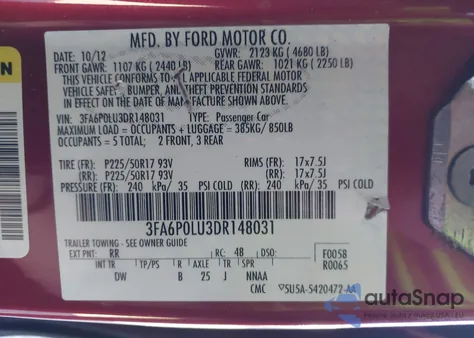 MFD. BY FORD MOTOR CO.
DATE: 10/12 GVWR: 2123 KG ( 4680 LB)
FRONT GAWR: 1107 KG ( 2440 LB) REAR GAWR: 1021 KG ( 2250 LB)
THIS VEHICLE CONFORMS TO ALL APPLICABLE FEDERAL MOTOR
VEHICLE SAFETY, BUMPER, AND THEFT PREVENTION STANDARDS
IN EFFECT ON THE DATE OF MANUFACTURE SHOWN ABOVE.
VIN: 3FA6P0LU3DR148031 TYPE: Passenger Car
MAXIMUM LOAD = OCCUPANTS + LUGGAGE = 385KG/ 850LB
OCCUPANTS = 5 TOTAL; 2 FRONT, 3 REAR
TIRE (FR): P225/50R17 93V RIMS (FR): 17x7.5J
(RR): P225/50R17 93V (RR): 17x7.5J
PRESSURE (FR): 240 kPa/ 35 PSI COLD (RR): 240 kPa/ 35 PSI COLD
3FA6P0LU3DR148031
TRAILER TOWING - SEE OWNER GUIDE
EXT PNT: RR RC: 48 DSO: F0058
R0065
INT TR TP/PS R AXLE TR SPR
DW B 25 J NNAA
CMC 5U5A-5420472-AA
autoSnap